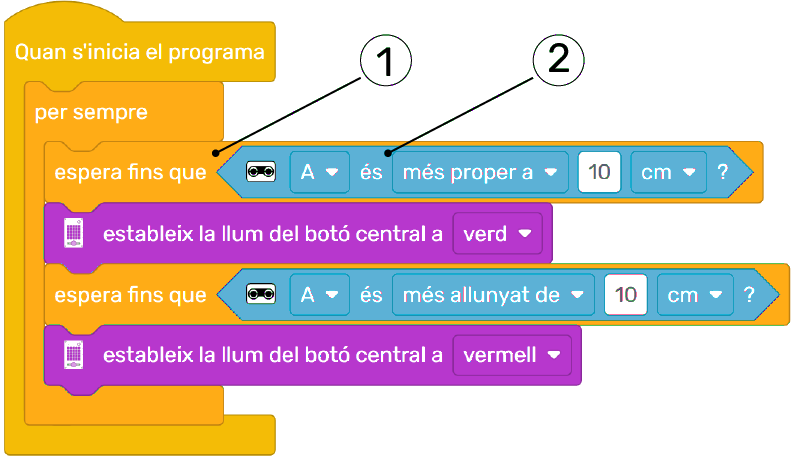 Quan s'inicia el programa
1
2
per sempre
espera fins que A és més proper a 10 cm ?
estableix la llum del botó central a verd
espera fins que A és més allunyat de 10 cm ?
estableix la llum del botó central a vermell